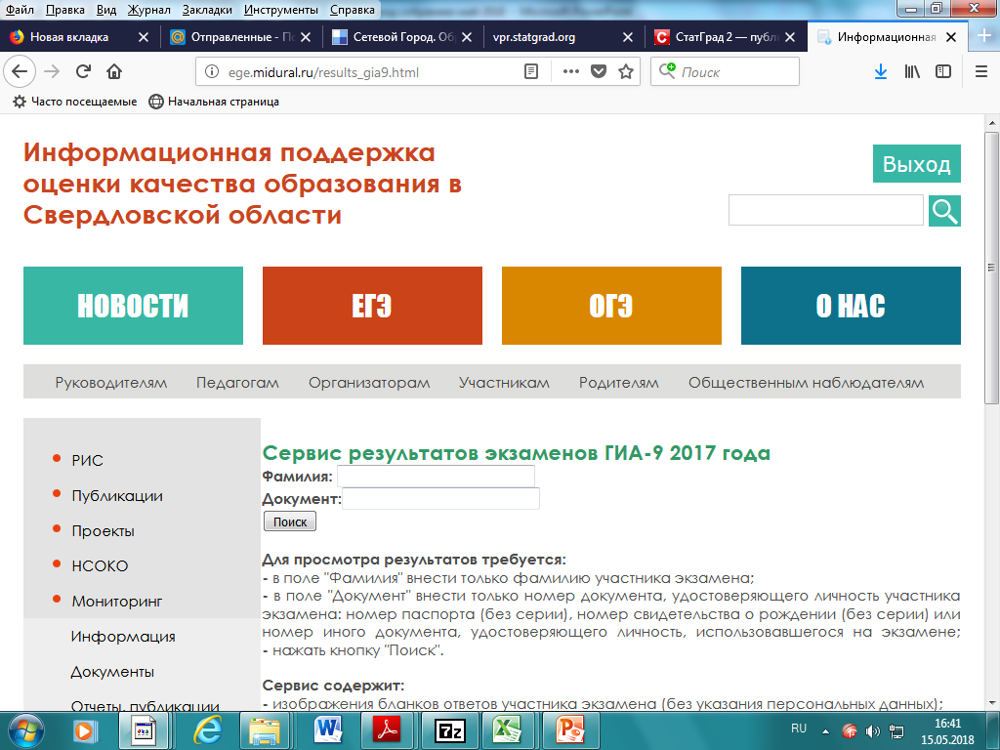 Файл Правка Вид Журнал Закладки Инструменты Справка
Новая вкладка
Отправленные - По
Сетевой Город. Об
vpr.statgrad.org
СтатГрад 2 — публ
Информационная
ege.midural.ru/results_gia9.html
Поиск
Часто посещаемые
Начальная страница
Информационная поддержка
оценки качества образования в
Свердловской области
Выход
НОВОСТИ
ЕГЭ
ОГЭ
О НАС
Руководителям Педагогам Организаторам Участникам Родителям Общественным наблюдателям
РИС
Публикации
Проекты
НСОКО
Мониторинг
Информация
Документы
Отчеты, публикации
Сервис результатов экзаменов ГИА-9 2017 года
Фамилия:
Документ:
Поиск
Для просмотра результатов требуется:
- в поле "Фамилия" внести только фамилию участника экзамена;
- в поле "Документ" внести только номер документа, удостоверяющего личность участника
экзамена: номер паспорта (без серии), номер свидетельства о рождении (без серии) или
номер иного документа, удостоверяющего личность, использовавшегося на экзамене;
- нажать кнопку "Поиск".
Сервис содержит:
- изображения бланков ответов участника экзамена (без указания персональных данных);
RU
16:41
15.05.2018